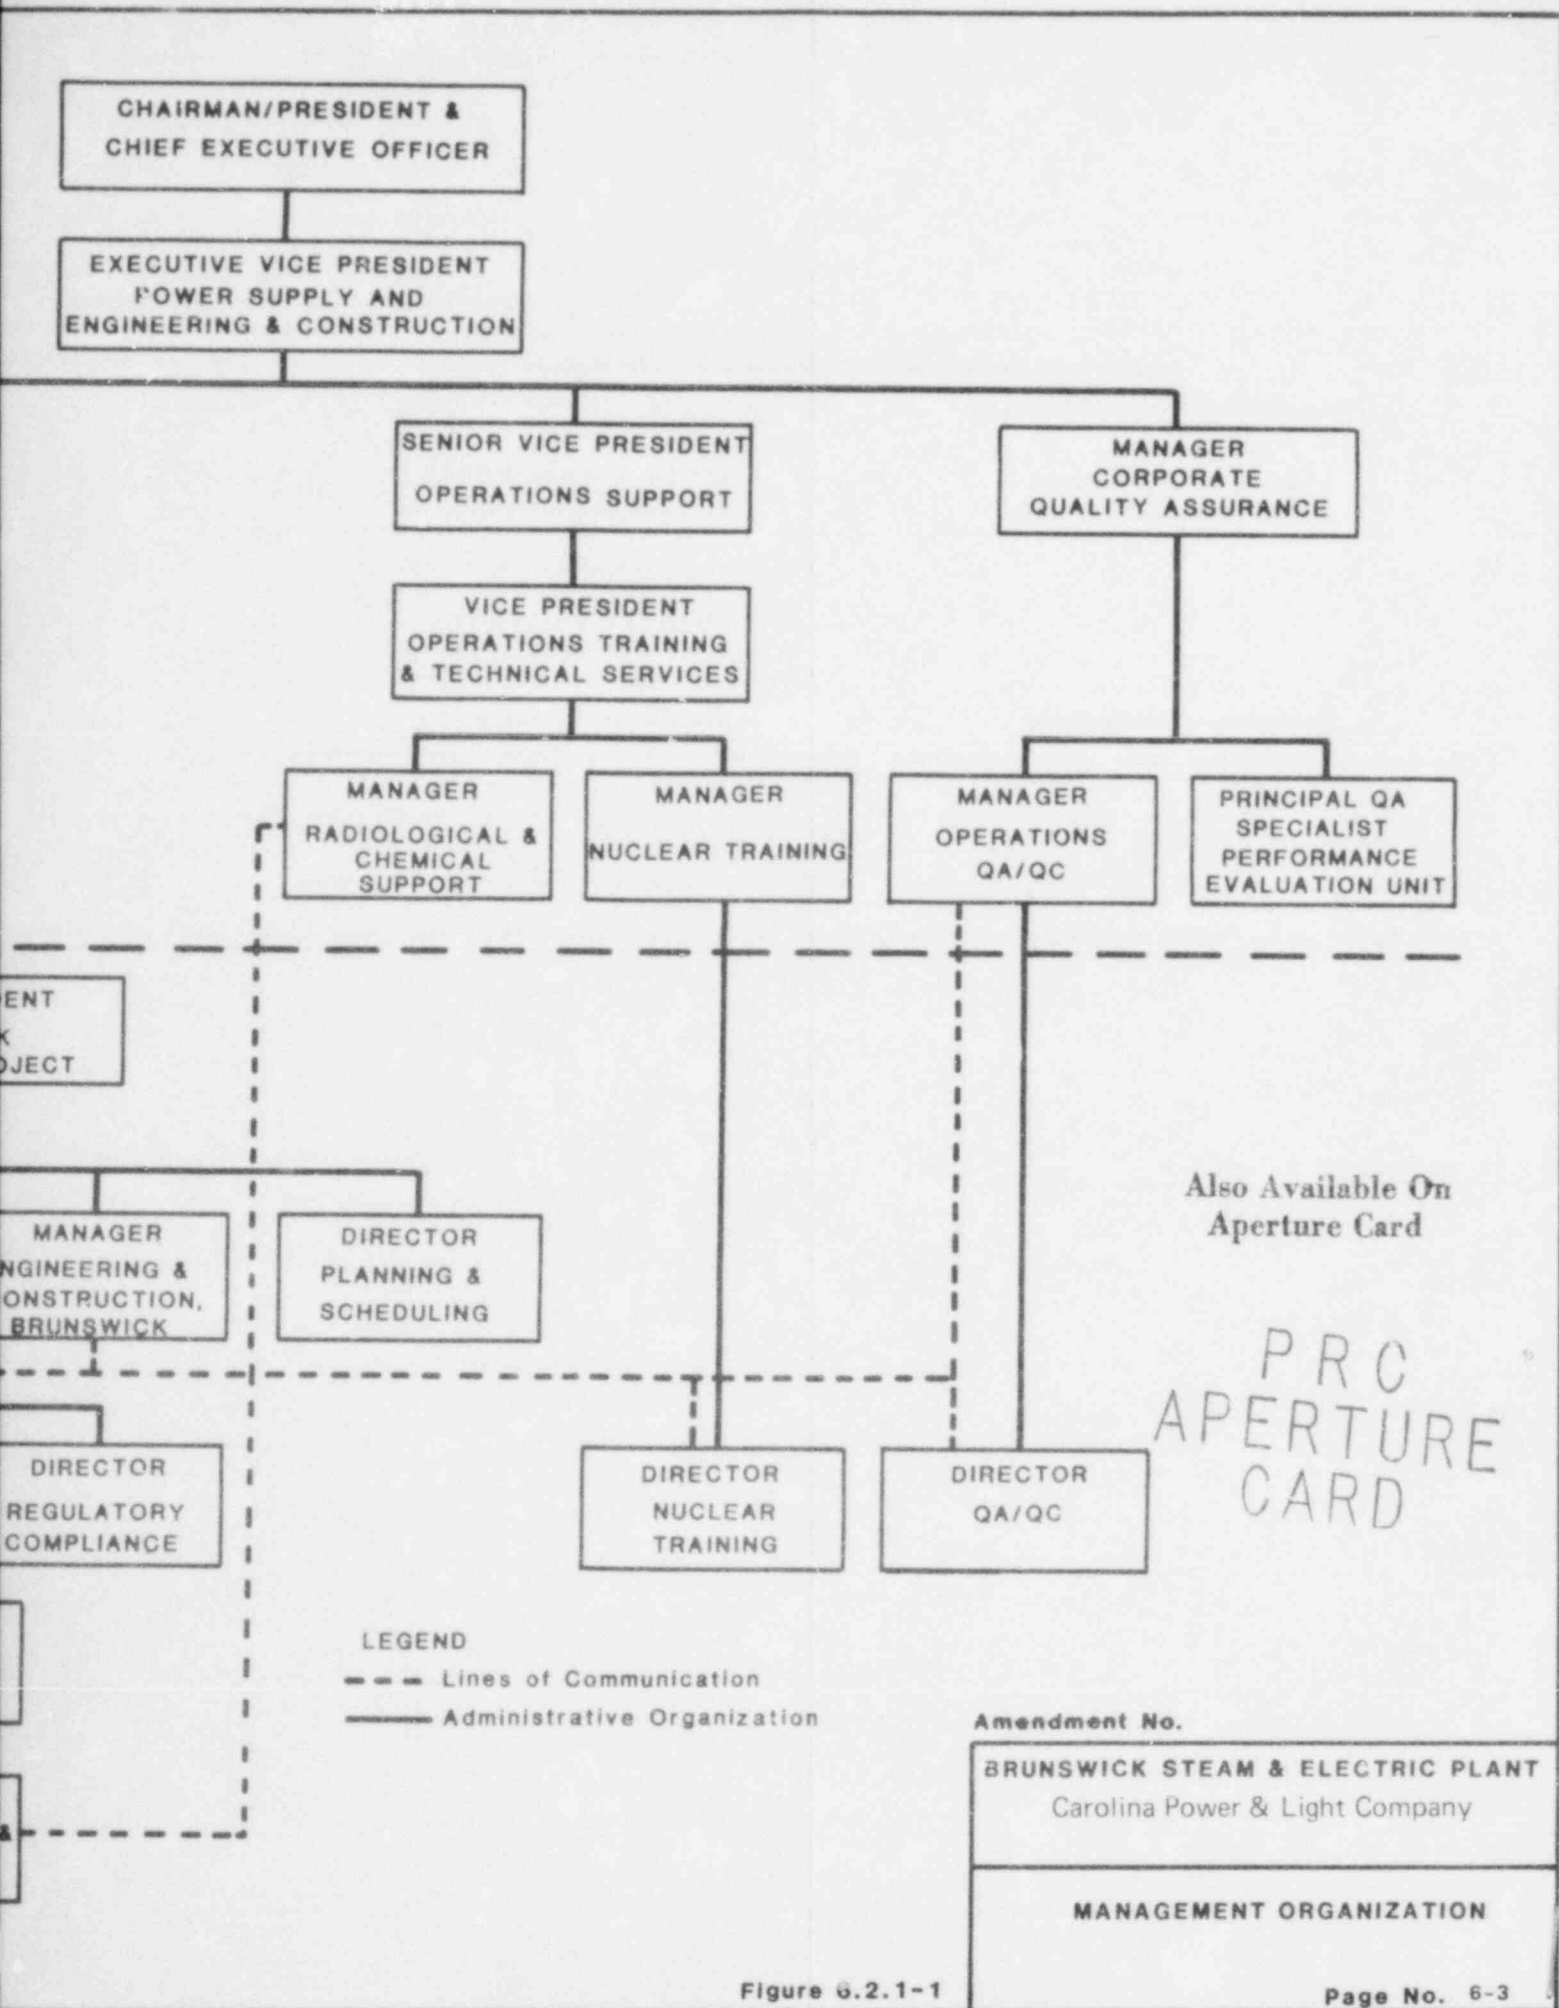 CHAIRMAN/PRESIDENT &
CHIEF EXECUTIVE OFFICER
EXECUTIVE VICE PRESIDENT
POWER SUPPLY AND
ENGINEERING & CONSTRUCTION
SENIOR VICE PRESIDENT
OPERATIONS SUPPORT
MANAGER
CORPORATE
QUALITY ASSURANCE
VICE PRESIDENT
OPERATIONS TRAINING
& TECHNICAL SERVICES
MANAGER
RADIOLOGICAL &
CHEMICAL
SUPPORT
MANAGER
NUCLEAR TRAINING
MANAGER
OPERATIONS
QA/QC
PRINCIPAL QA
SPECIALIST
PERFORMANCE
EVALUATION UNIT
ENT
K
OJECT
Also Available On
Aperture Card
MANAGER
NGINEERING &
ONSTRUCTION,
BRUNSWICK
DIRECTOR
PLANNING &
SCHEDULING
PRC
APERTURE
CARD
DIRECTOR
REGULATORY
COMPLIANCE
DIRECTOR
NUCLEAR
TRAINING
DIRECTOR
QA/QC
LEGEND
Lines of Communication
Administrative Organization
&
Amendment No.
BRUNSWICK STEAM & ELECTRIC PLANT
Carolina Power & Light Company
MANAGEMENT ORGANIZATION
Figure 6.2.1-1
Page No. 6-3